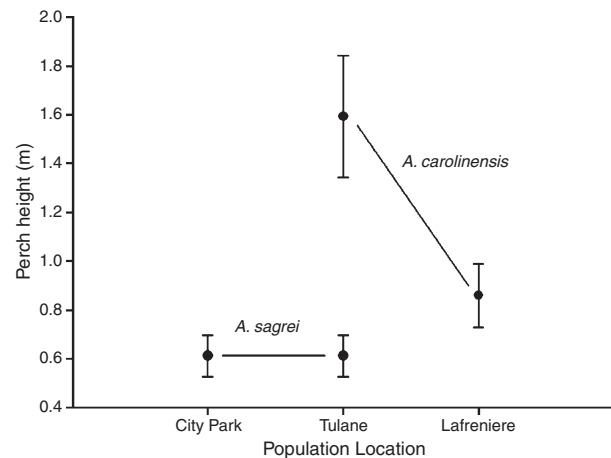 2.0
1.8
1.6
1.4
1.2
1.0
0.8
0.6
0.4
Perch height (m)
A. carolinensis
A. sagrei
City Park Tulane Lafreniere
Population Location